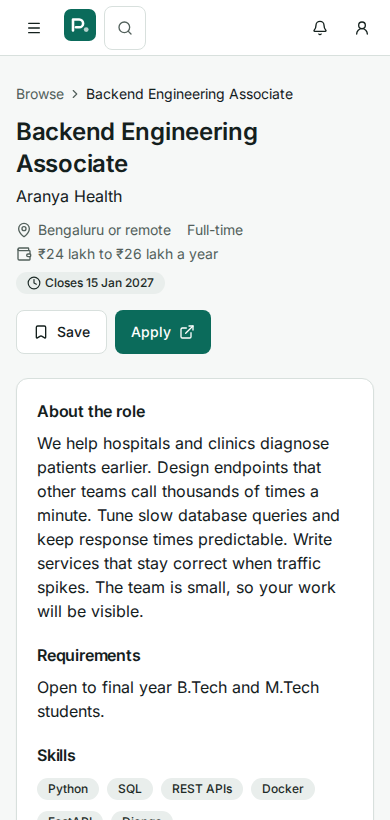 P.
Browse > Backend Engineering Associate
Backend Engineering
Associate
Aranya Health
Bengaluru or remote Full-time
₹24 lakh to ₹26 lakh a year
Closes 15 Jan 2027
Save Apply
About the role
We help hospitals and clinics diagnose
patients earlier. Design endpoints that
other teams call thousands of times a
minute. Tune slow database queries and
keep response times predictable. Write
services that stay correct when traffic
spikes. The team is small, so your work
will be visible.
Requirements
Open to final year B.Tech and M.Tech
students.
Skills
Python SQL REST APIs Docker
FastAPI Django